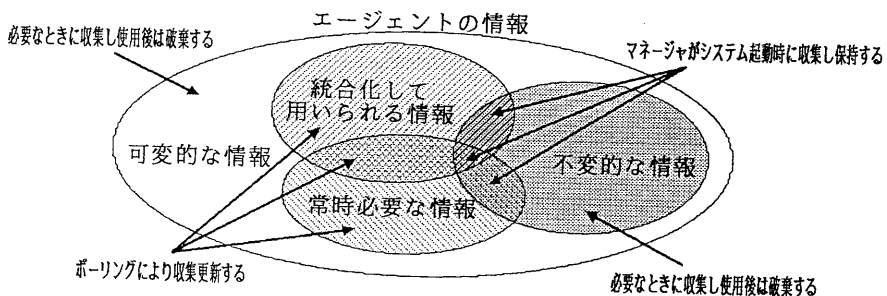 エージェントの情報
必要なときに収集し使用後は破棄する
マネージャがシステム起動時に収集し保持する
統合化して
用いられる情報
可変的な情報
不変的な情報
常時必要な情報
ポーリングにより収集更新する
必要なときに収集し使用後は破棄する